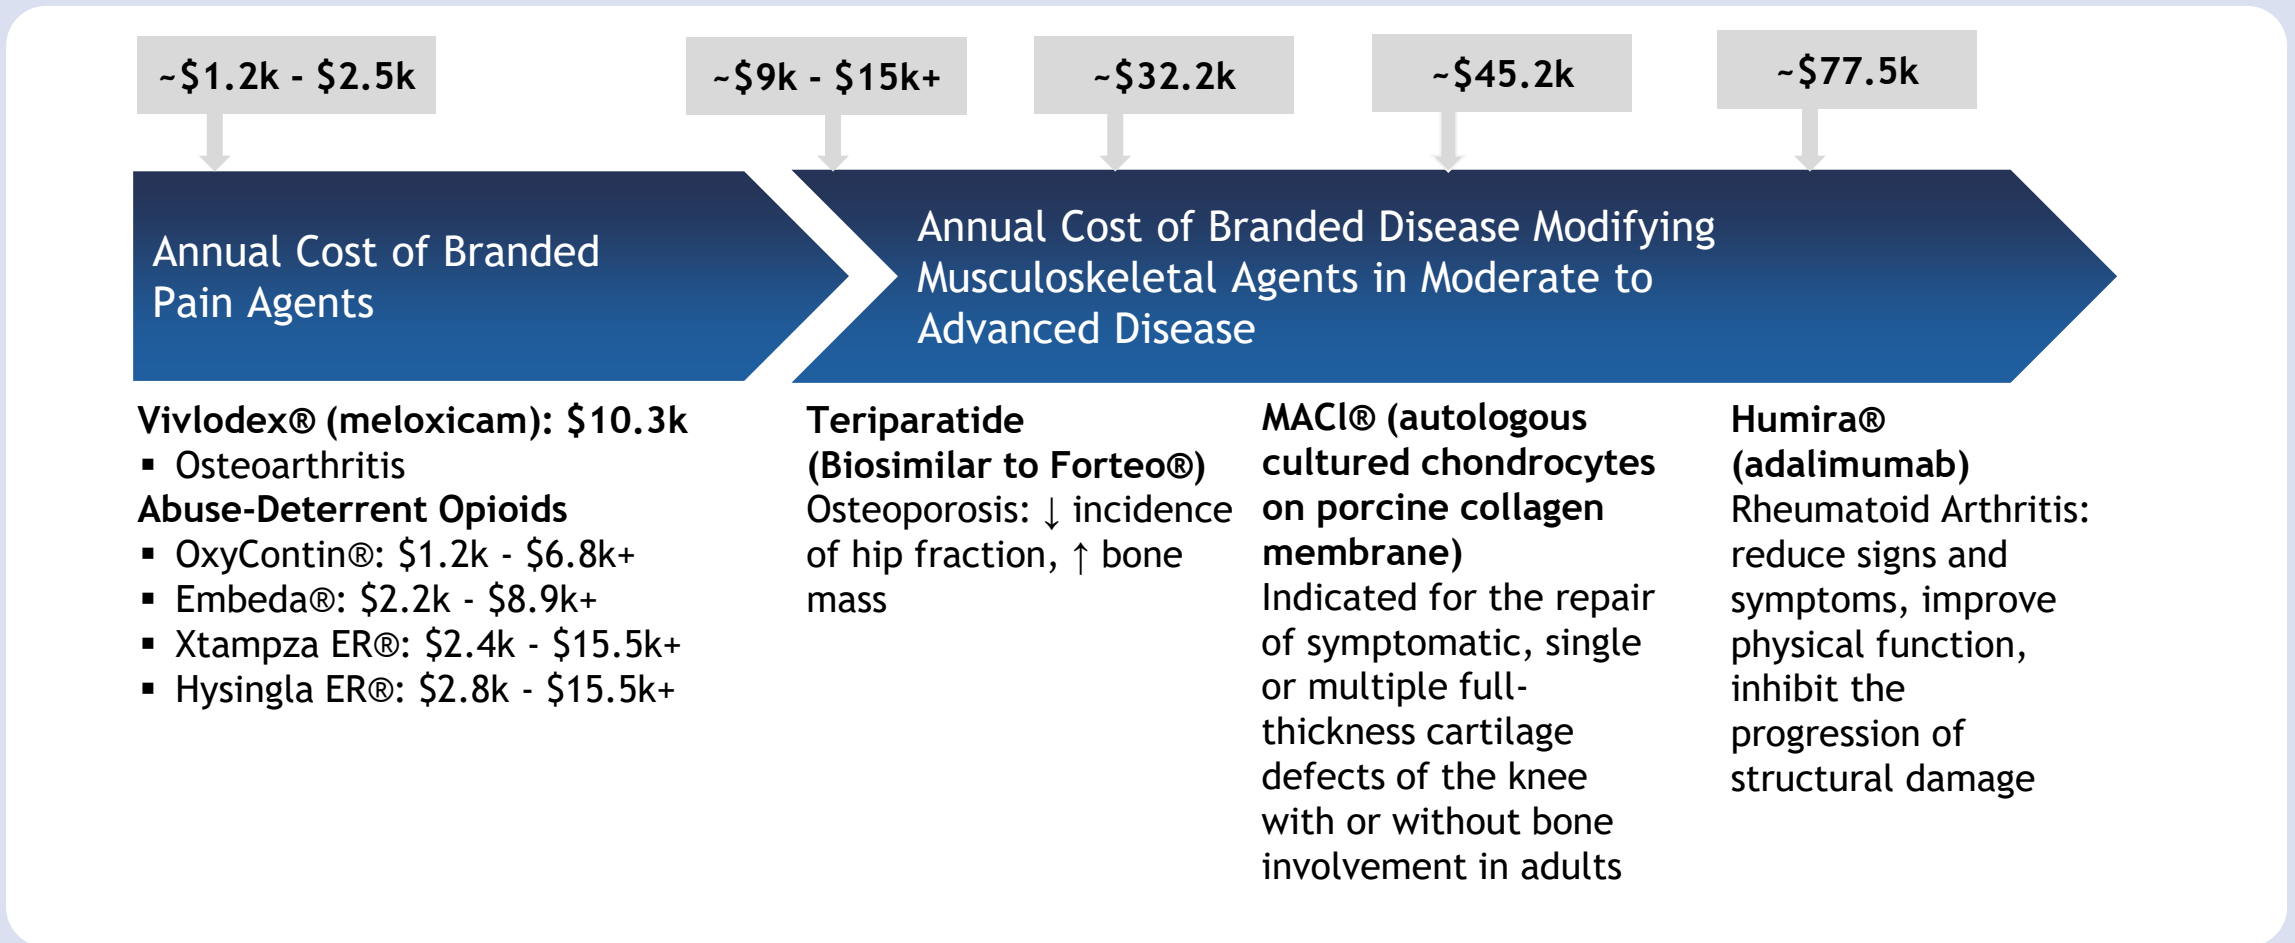 ~$1.2k - $2.5k
~$9k - $15k+
~$32.2k
~$45.2k
~$77.5k
Annual Cost of Branded
Pain Agents
Annual Cost of Branded Disease Modifying
Musculoskeletal Agents in Moderate to
Advanced Disease
Vivlodex® (meloxicam): $10.3k
▪ Osteoarthritis
Abuse-Deterrent Opioids
▪ OxyContin®: $1.2k - $6.8k+
▪ Embeda®: $2.2k - $8.9k+
▪ Xtampza ER®: $2.4k - $15.5k+
▪ Hysingla ER®: $2.8k - $15.5k+
Teriparatide
(Biosimilar to Forteo®)
Osteoporosis: ↓ incidence
of hip fraction, ↑ bone
mass
MACl® (autologous
cultured chondrocytes
on porcine collagen
membrane)
Indicated for the repair
of symptomatic, single
or multiple full-
thickness cartilage
defects of the knee
with or without bone
involvement in adults
Humira®
(adalimumab)
Rheumatoid Arthritis:
reduce signs and
symptoms, improve
physical function,
inhibit the
progression of
structural damage